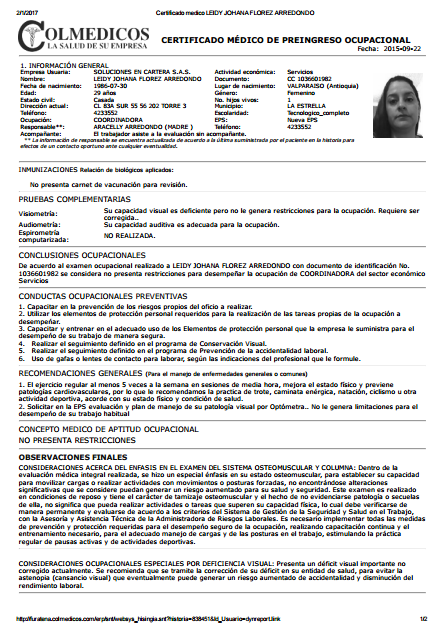 2/1/2017 Certificado medico LEIDY JOHANA FLOREZ ARREDONDO
COLMEDICOS
LA SALUD DE SU EMPRESA
CERTIFICADO MÉDICO DE PREINGRESO OCUPACIONAL
Fecha: 2015-09-22
1. INFORMACIÓN GENERAL
Empresa Usuaria: SOLUCIONES EN CARTERA S.A.S. Actividad económica: Servicios
Nombre: LEIDY JOHANA FLOREZ ARREDONDO Documento: CC 1036601982
Fecha de nacimiento: 1986-07-30 Lugar de nacimiento: VALPARAISO (Antioquia)
Edad: 29 años Género: Femenino
Estado civil: Casada No. hijos vivos: 1
Dirección actual: CL 83A SUR 55 56 202 TORRE 3 Municipio: LA ESTRELLA
Teléfono: 4233552 Escolaridad: Tecnologico_completo
Ocupación: COORDINADORA EPS: Nueva EPS
Responsable**: ARACELLY ARREDONDO (MADRE ) Teléfono: 4233552
Acompañante: El trabajador asiste a la evaluación sin acompañante.
** La información de responsable se encuentra actualizada de acuerdo a la última suministrada por el paciente en la historia para
efectos de un contacto oportuno ante cualquier eventualidad.
INMUNIZACIONES Relación de biológicos aplicados:
No presenta carnet de vacunación para revisión.
PRUEBAS COMPLEMENTARIAS
Visiometría: Su capacidad visual es deficiente pero no le genera restricciones para la ocupación. Requiere ser
corregida..
Audiometría: Su capacidad auditiva es adecuada para la ocupación.
Espirometría
computarizada: NO REALIZADA.
CONCLUSIONES OCUPACIONALES
De acuerdo al examen ocupacional realizado a LEIDY JOHANA FLOREZ ARREDONDO con documento de identificación No.
1036601982 se considera no presenta restricciones para desempeñar la ocupación de COORDINADORA del sector económico
Servicios
CONDUCTAS OCUPACIONALES PREVENTIVAS
1. Capacitar en la prevención de los riesgos propios del oficio a realizar.
2. Utilizar los elementos de protección personal requeridos para la realización de las tareas propias de la ocupación a
desempeñar.
3. Capacitar y entrenar en el adecuado uso de los Elementos de protección personal que la empresa le suministra para el
desempeño de su trabajo de manera segura.
4. Realizar el seguimiento definido en el programa de Conservación Visual.
5. Realizar el seguimiento definido en el programa de Prevención de la accidentalidad laboral.
6. Uso de gafas o lentes de contacto para laborar, según las indicaciones del profesional que le formule.
RECOMENDACIONES GENERALES (Para el manejo de enfermedades generales o comunes)
1. El ejercicio regular al menos 5 veces a la semana en sesiones de media hora, mejora el estado físico y previene
patologías cardiovasculares, por lo que le recomendamos la practica de trote, caminata enérgica, natación, ciclismo u otra
actividad deportiva, acorde con su estado físico y condición de salud.
2. Solicitar en la EPS evaluación y plan de manejo de su patología visual por Optómetra.. No le genera limitaciones para el
desempeño de su trabajo habitual
CONCEPTO MEDICO DE APTITUD OCUPACIONAL
NO PRESENTA RESTRICCIONES
OBSERVACIONES FINALES
CONSIDERACIONES ACERCA DEL ENFASIS EN EL EXAMEN DEL SISTEMA OSTEOMUSCULAR Y COLUMNA: Dentro de la
evaluación médica integral realizada, se hizo un especial énfasis en su estado osteomuscular, para establecer su capacidad
para movilizar cargas o realizar actividades con movimientos o posturas forzadas, no encontrándose alteraciones
significativas que se considere puedan generar un riesgo aumentado para su salud y seguridad. Este examen es realizado
en condiciones de reposo y tiene el carácter de tamizaje osteomuscular y el hecho de no evidenciarse patología o secuelas
de ella, no significa que pueda realizar actividades o tareas que superen su capacidad física, lo cual debe verificarse de
manera permanente y evaluarse de acuerdo a los criterios del Sistema de Gestión de la Seguridad y Salud en el Trabajo,
con la Asesoría y Asistencia Técnica de la Administradora de Riesgos Laborales. Es necesario implementar todas las medidas
de prevención y protección requeridas para el desempeño seguro de la ocupación, realizando capacitación continua y el
entrenamiento necesario, para el adecuado manejo de cargas y de las posturas en el trabajo, estimulando la práctica
regular de pausas activas y de actividades deportivas.
CONSIDERACIONES OCUPACIONALES ESPECIALES POR DEFICIENCIA VISUAL: Presenta un déficit visual importante no
corregido actualmente. Se recomienda que se tramite la corrección de su déficit en su entidad de salud, para evitar la
astenopia (cansancio visual) que eventualmente puede generar un riesgo aumentado de accidentalidad y disminución del
rendimiento laboral.
1/2